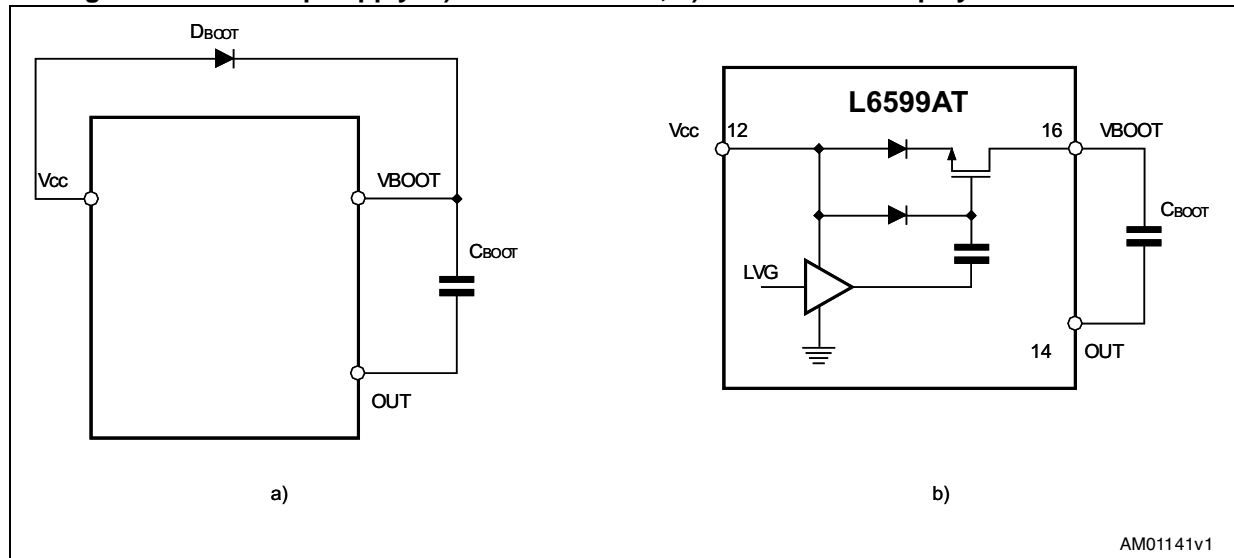 DBOOT
Vcc
VBOOT
CBOOT
OUT
a)
L6599AT
Vcc
12
16
VBOOT
CBOOT
LVG
14
OUT
b)
AM01141v1